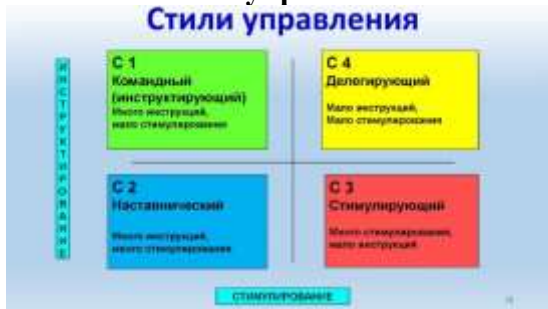 Стили управления
ИНСТРУКТИРОВАНИЕ
С 1
Командный
(инструктирующий)
Много инструкций,
мало стимулирования
С 4
Делегирующий
Мало инструкций,
Мало стимулирования
С 2
Наставнический
Много инструкций,
много стимулирования
С 3
Стимулирующий
Много стимулирования,
мало инструкций
СТИМУЛИРОВАНИЕ